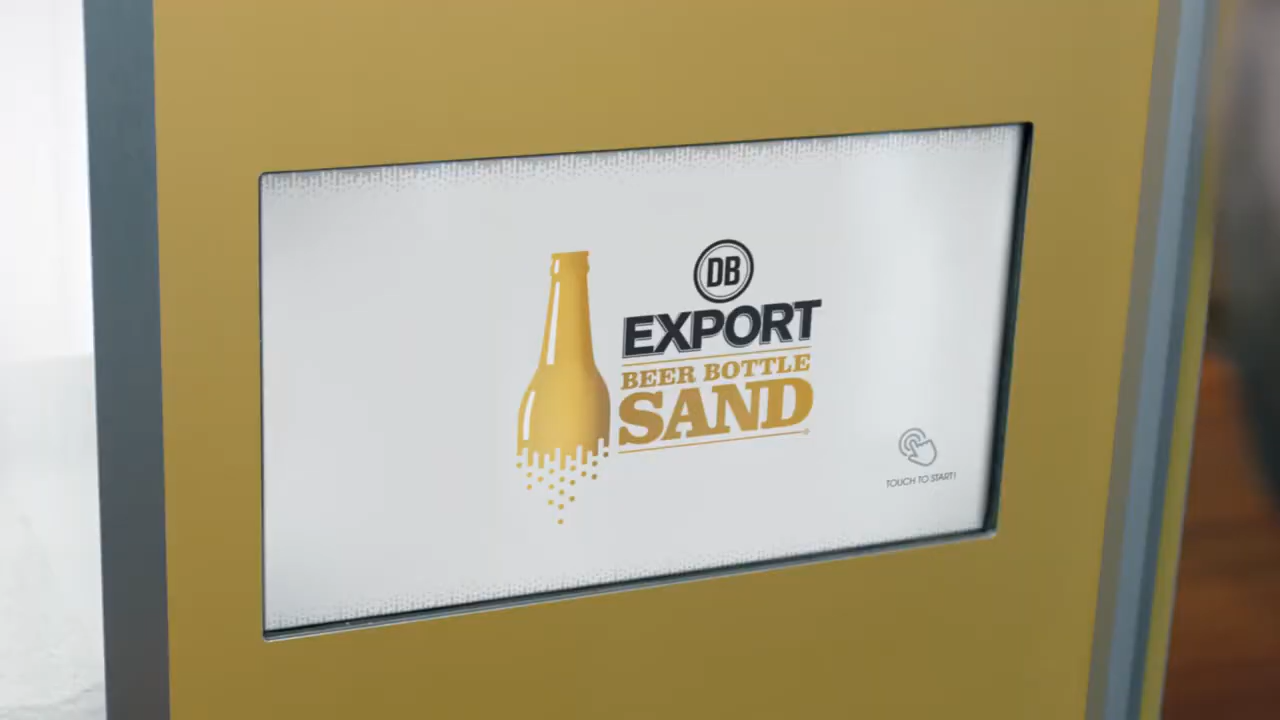 DB
EXPORT
BEER BOTTLE
SAND
TOUCH TO START!